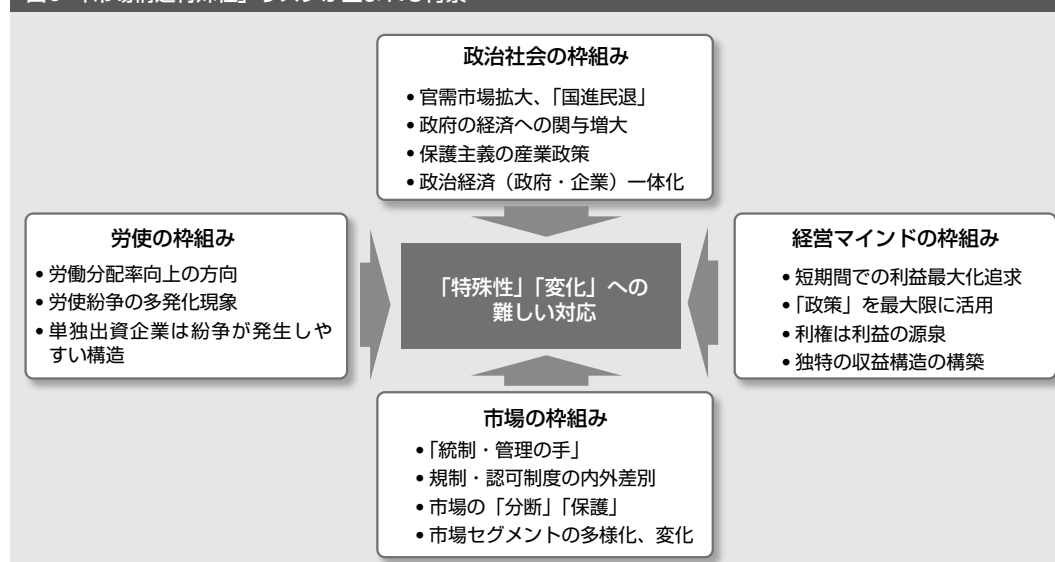 政治社会の枠組み
•官需市場拡大、「国進民退」
•政府の経済への関与増大
•保護主義の産業政策
•政治経済（政府・企業）一体化
労使の枠組み
•労働分配率向上の方向
•労使紛争の多発化現象
•単独出資企業は紛争が発生しや
すい構造
「特殊性」「変化」への
難しい対応
経営マインドの枠組み
•短期間での利益最大化追求
•「政策」を最大限に活用
•利権は利益の源泉
•独特の収益構造の構築
市場の枠組み
•「統制・管理の手」
•規制・認可制度の内外差別
•市場の「分断」「保護」
•市場セグメントの多様化、変化